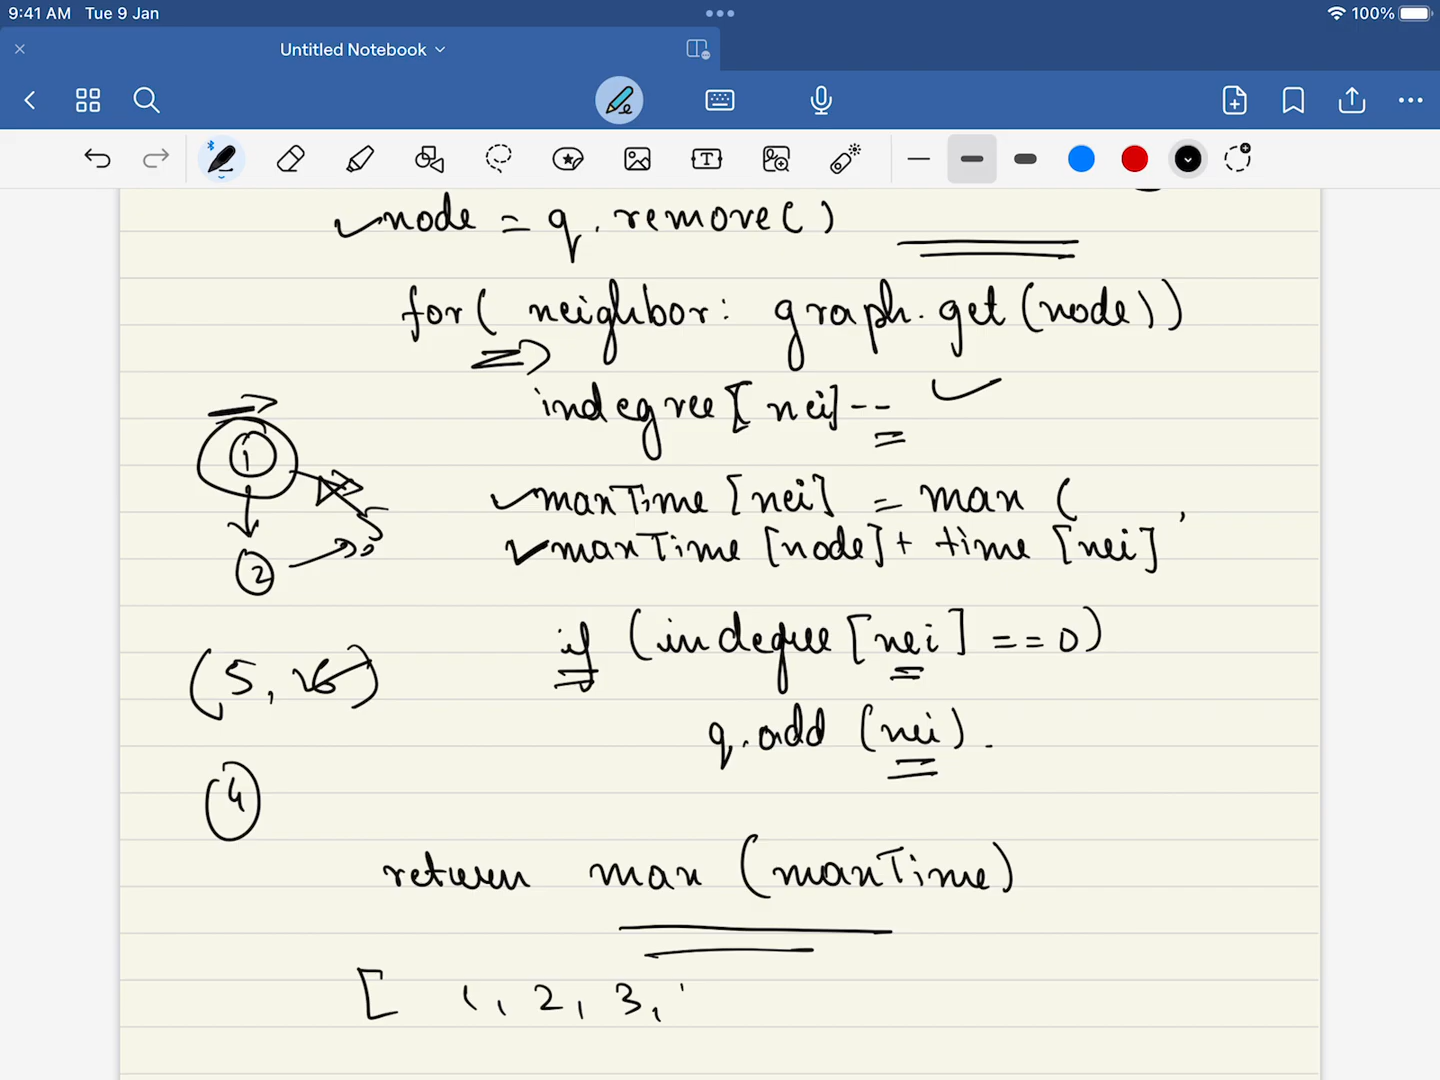 9:41 AM Tue 9 Jan
100%
Untitled Notebook
node = q.remove()
for( neighbor: graph.get(node))
indegree[nei]--
1
maxTime[nei] = max(
,
maxTime[node]+ time[nei]
2
if (indegree[nei] ==0)
(5,
q.add (nei).
4
return max (maxTime)
[ 1, 2, 3,